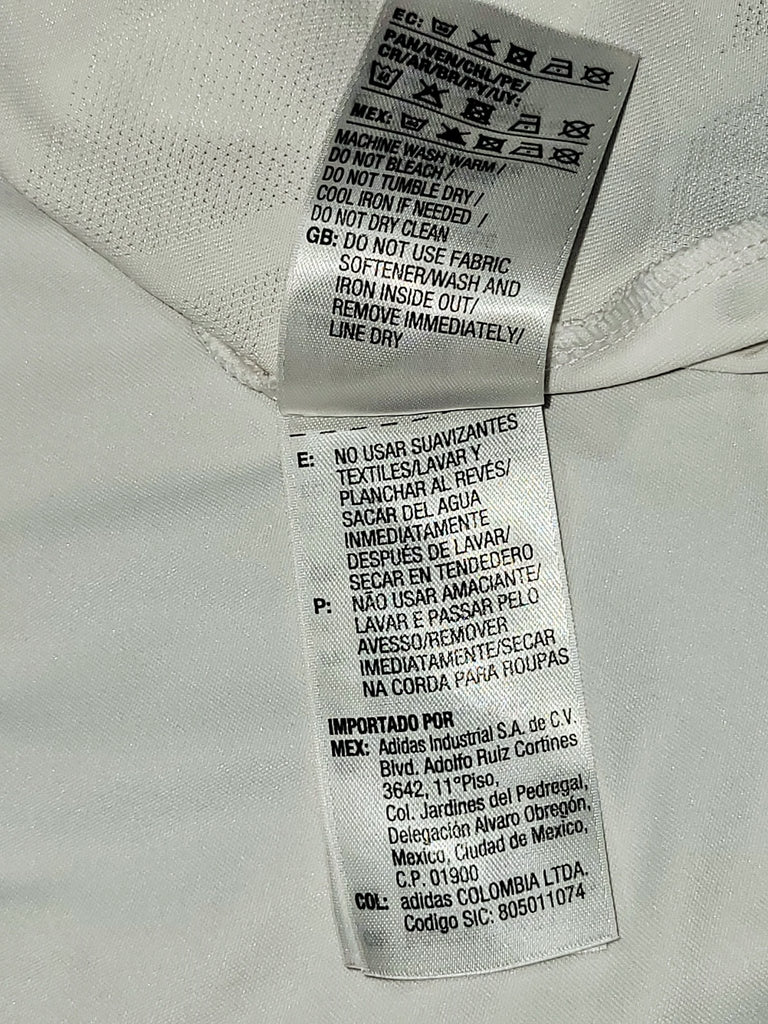 EC:
PAN/VEN/CHL/PE/
CR/AR/BR/PY/UY:
MEX:
MACHINE WASH WARM /
DO NOT BLEACH /
DO NOT TUMBLE DRY /
COOL IRON IF NEEDED /
DO NOT DRY CLEAN
GB: DO NOT USE FABRIC
SOFTENER/WASH AND
IRON INSIDE OUT/
REMOVE IMMEDIATELY/
LINE DRY
E: NO USAR SUAVIZANTES
TEXTILES/LAVAR Y
PLANCHAR AL REVÉS/
SACAR DEL AGUA
INMEDIATAMENTE
DESPUÉS DE LAVAR/
SECAR EN TENDEDERO
P: NÃO USAR AMACIANTE/
LAVAR E PASSAR PELO
AVESSO/REMOVER
IMEDIATAMENTE/SECAR
NA CORDA PARA ROUPAS
IMPORTADO POR
MEX: Adidas Industrial S.A. de C.V.
Blvd. Adolfo Ruiz Cortines
3642, 11°Piso,
Col. Jardines del Pedregal,
Delegación Alvaro Obregón,
Mexico, Ciudad de Mexico,
C.P. 01900
COL: adidas COLOMBIA LTDA.
Codigo SIC: 805011074